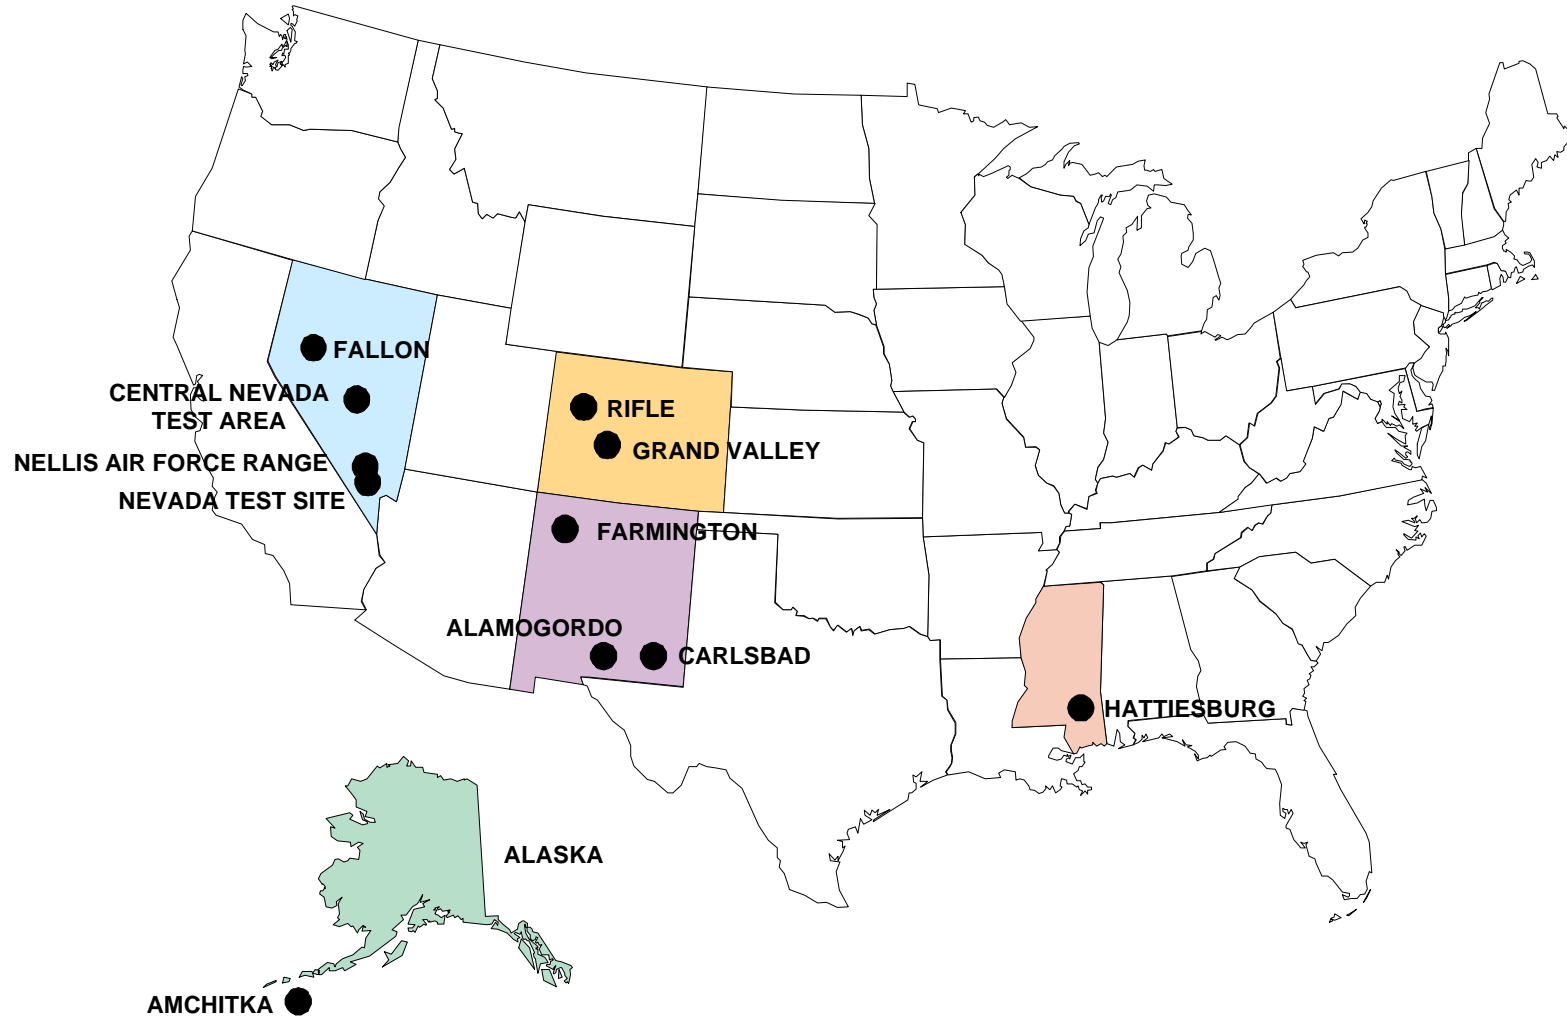 FALLON
CENTRAL NEVADA
TEST AREA
NELLIS AIR FORCE RANGE
NEVADA TEST SITE
RIFLE
GRAND VALLEY
FARMINGTON
ALAMOGORDO
CARLSBAD
HATTIESBURG
ALASKA
AMCHITKA